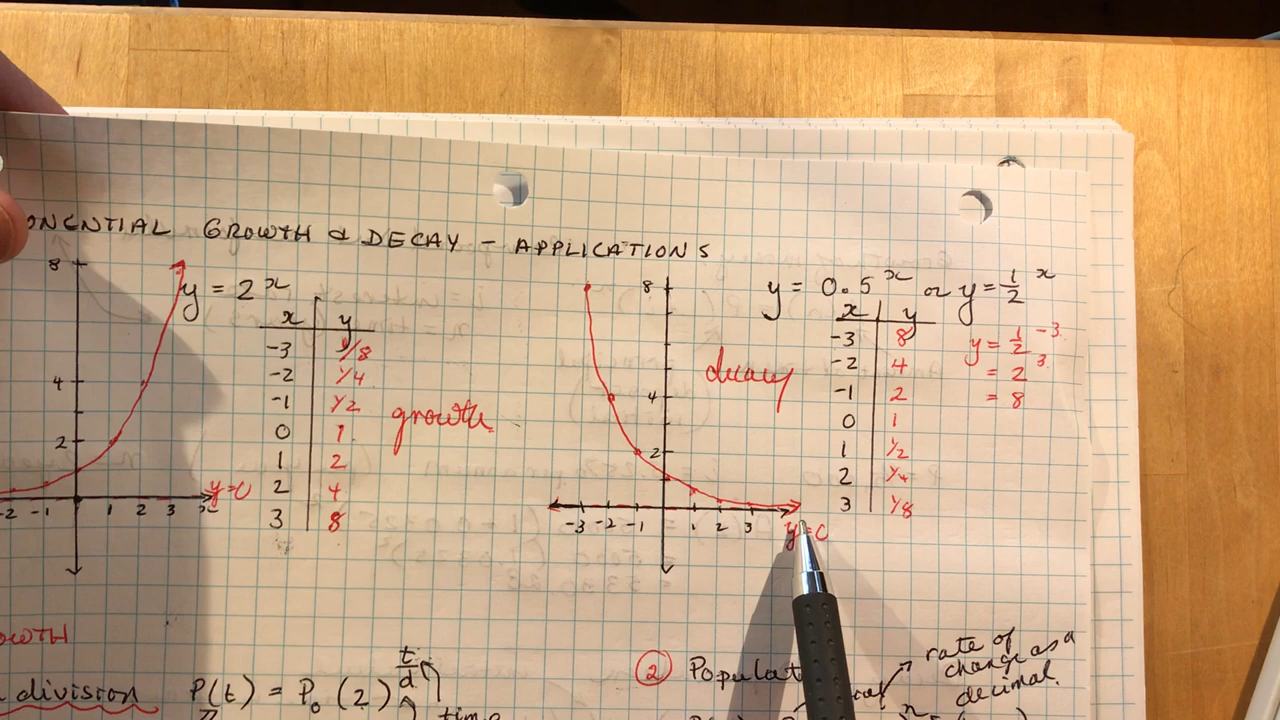 ONENTIAL GROWTH & DECAY - APPLICATIONS
8
4
2
-2 -1 1 2 3 x
y=0
y = 2^x
x y
-3 1/8
-2 1/4
-1 1/2
0 1
1 2
2 4
3 8
growth
8
4
2
-3 -2 -1 1 2 3
decay
y = 0.5^x or y = 1/2^x
x y
-3 8
-2 4
-1 2
0 1
1 1/2
2 1/4
3 1/8
y = 1/2^-3
= 2^3
= 8
OWTH
division P(t) = P₀(2)^t/d
time
② Populat
rate of
change as a
decimal.
n